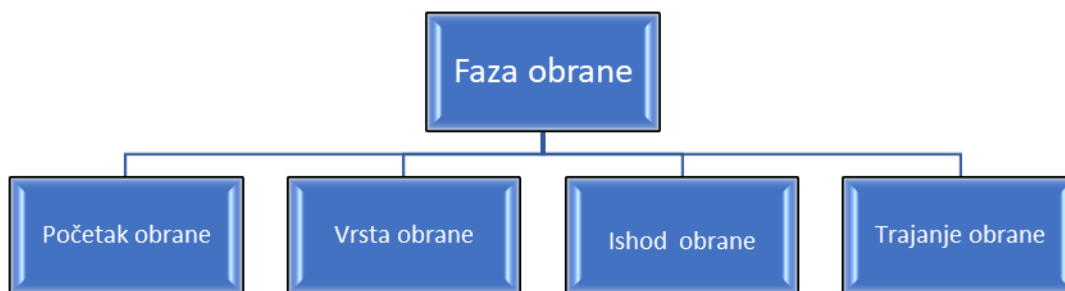 Faza obrane
Početak obrane
Vrsta obrane
Ishod  obrane
Trajanje obrane